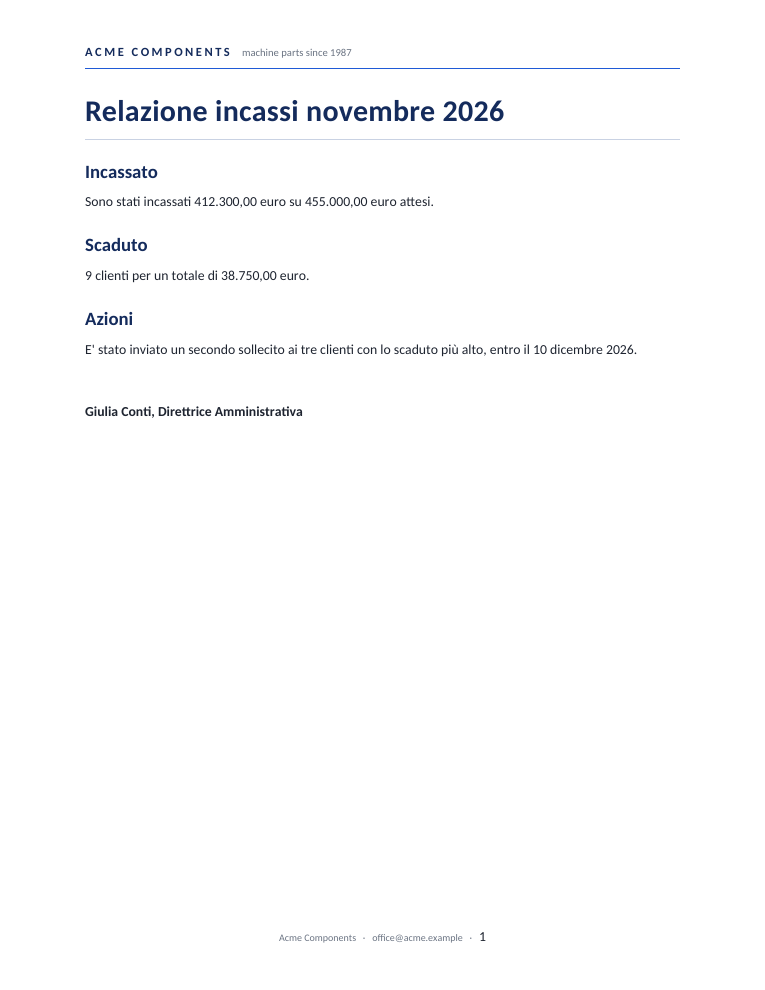 ACME COMPONENTS machine parts since 1987
Relazione incassi novembre 2026
Incassato
Sono stati incassati 412.300,00 euro su 455.000,00 euro attesi.
Scaduto
9 clienti per un totale di 38.750,00 euro.
Azioni
E' stato inviato un secondo sollecito ai tre clienti con lo scaduto più alto, entro il 10 dicembre 2026.
Giulia Conti, Direttrice Amministrativa
Acme Components · office@acme.example · 1